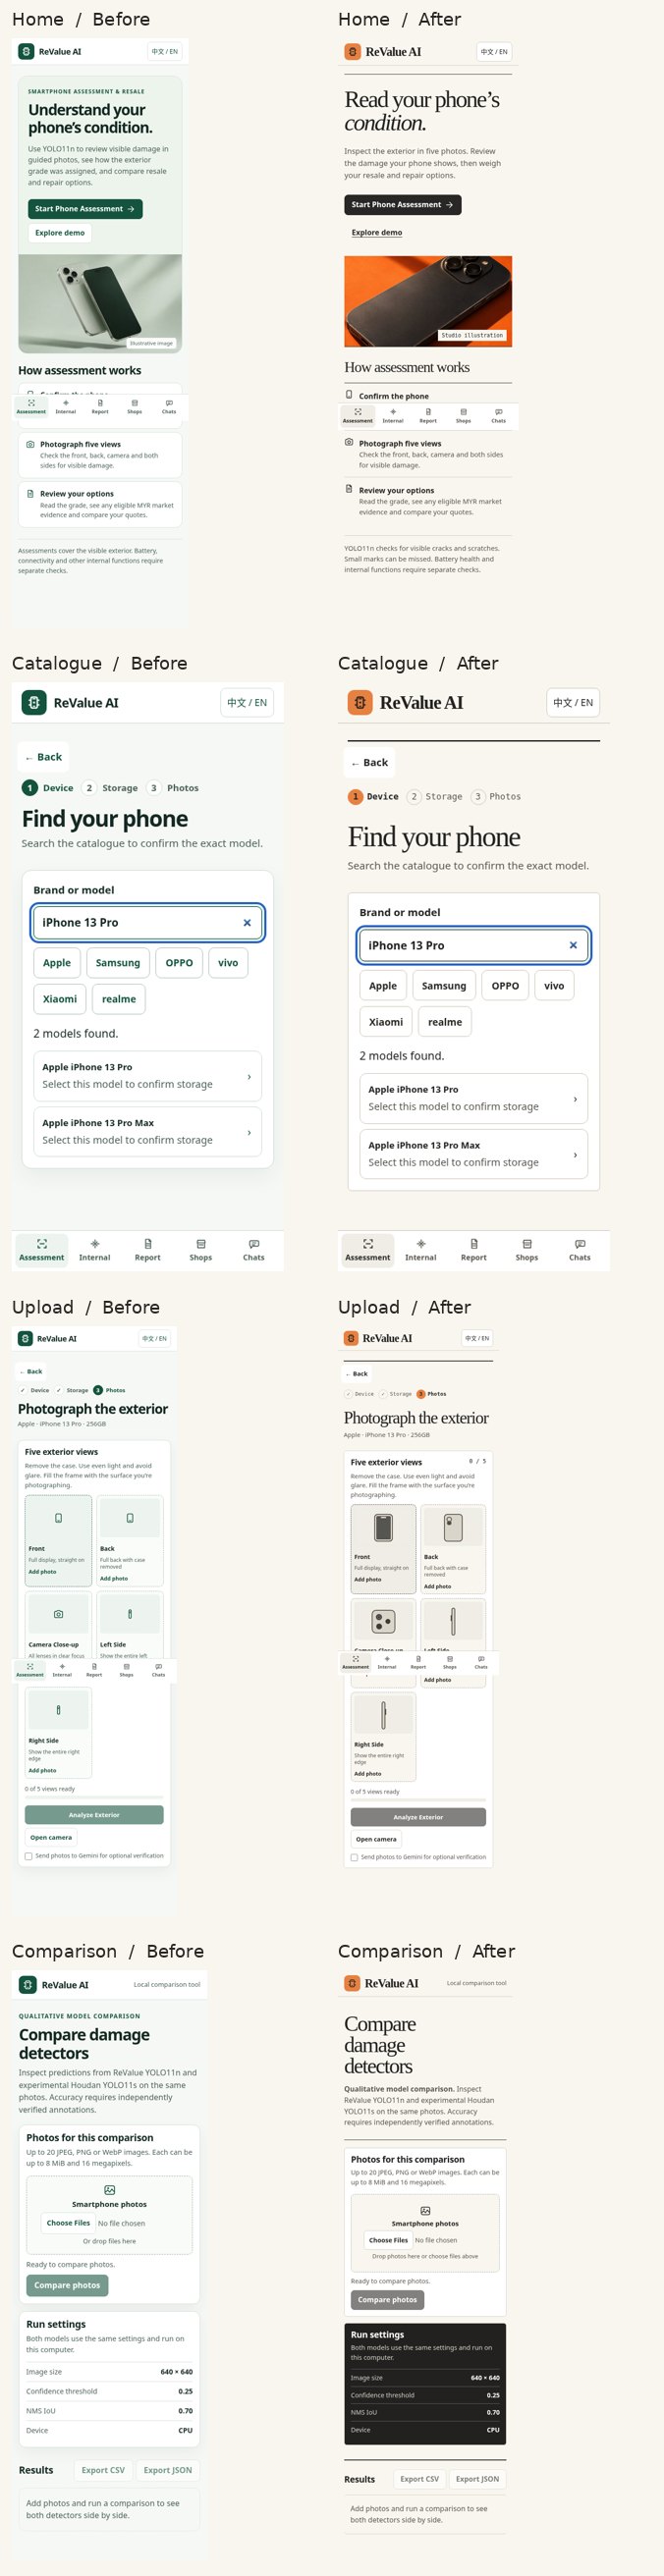 Home / Before
ReValue AI
中文 / EN
SMARTPHONE ASSESSMENT & RESALE
Understand your
phone's condition.
Use YOLO11n to review visible damage in
guided photos, see how the exterior
grade was assigned, and compare resale
and repair options.
Start Phone Assessment →
Explore demo
Illustrative image
How assessment works
Assessment
Internal
Report
Shops
Chats
Photograph five views
Check the front, back, camera and both
sides for visible damage.
Review your options
Read the grade, see any eligible MYR market
evidence and compare your quotes.
Assessments cover the visible exterior. Battery,
connectivity and other internal functions require
separate checks.
Home / After
ReValue AI
中文 / EN
Read your phone's
condition.
Inspect the exterior in five photos. Review
the damage your phone shows, then weigh
your resale and repair options.
Start Phone Assessment →
Explore demo
Studio illustration
How assessment works
Confirm the phone
Assessment
Internal
Report
Shops
Chats
Photograph five views
Check the front, back, camera and both
sides for visible damage.
Review your options
Read the grade, see any eligible MYR market
evidence and compare your quotes.
YOLO11n checks for visible cracks and scratches.
Small marks can be missed. Battery health and
internal functions require separate checks.
Catalogue / Before
ReValue AI
中文 / EN
← Back
1 Device 2 Storage 3 Photos
Find your phone
Search the catalogue to confirm the exact model.
Brand or model
iPhone 13 Pro
Apple
Samsung
OPPO
vivo
Xiaomi
realme
2 models found.
Apple iPhone 13 Pro
Select this model to confirm storage
Apple iPhone 13 Pro Max
Select this model to confirm storage
Assessment
Internal
Report
Shops
Chats
Catalogue / After
ReValue AI
中文 / EN
← Back
1 Device 2 Storage 3 Photos
Find your phone
Search the catalogue to confirm the exact model.
Brand or model
iPhone 13 Pro
Apple
Samsung
OPPO
vivo
Xiaomi
realme
2 models found.
Apple iPhone 13 Pro
Select this model to confirm storage
Apple iPhone 13 Pro Max
Select this model to confirm storage
Assessment
Internal
Report
Shops
Chats
Upload / Before
ReValue AI
中文 / EN
← Back
✓ Device ✓ Storage 3 Photos
Photograph the exterior
Apple · iPhone 13 Pro · 256GB
Five exterior views
Remove the case. Use even light and avoid
glare. Fill the frame with the surface you're
photographing.
Front
Full display, straight on
Add photo
Back
Full back with case
removed
Add photo
Camera Close-up
All lenses in clear focus
Left Side
Show the entire left
Assessment
Internal
Report
Shops
Chats
Right Side
Show the entire right
edge
Add photo
0 of 5 views ready
Analyze Exterior
Open camera
Send photos to Gemini for optional verification
Upload / After
ReValue AI
中文 / EN
← Back
✓ Device ✓ Storage 3 Photos
Photograph the exterior
Apple · iPhone 13 Pro · 256GB
Five exterior views
0 / 5
Remove the case. Use even light and avoid
glare. Fill the frame with the surface you're
photographing.
Front
Full display, straight on
Add photo
Back
Full back with case
removed
Add photo
Camera Close-up
Left Side
Assessment
Internal
Report
Shops
Chats
Add photo
Right Side
Show the entire right
edge
Add photo
0 of 5 views ready
Analyze Exterior
Open camera
Send photos to Gemini for optional verification
Comparison / Before
ReValue AI
Local comparison tool
QUALITATIVE MODEL COMPARISON
Compare damage
detectors
Inspect predictions from ReValue YOLO11n and
experimental Houdan YOLO11s on the same
photos. Accuracy requires independently
verified annotations.
Photos for this comparison
Up to 20 JPEG, PNG or WebP images. Each can be
up to 8 MiB and 16 megapixels.
Smartphone photos
Choose Files No file chosen
Or drop files here
Ready to compare photos.
Compare photos
Run settings
Both models use the same settings and run on
this computer.
Image size 640 × 640
Confidence threshold 0.25
NMS IoU 0.70
Device CPU
Results
Export CSV
Export JSON
Add photos and run a comparison to see
both detectors side by side.
Comparison / After
ReValue AI
Local comparison tool
Compare
damage
detectors
Qualitative model comparison. Inspect
ReValue YOLO11n and experimental Houdan
YOLO11s on the same photos. Accuracy
requires independently verified annotations.
Photos for this comparison
Up to 20 JPEG, PNG or WebP images. Each can be
up to 8 MiB and 16 megapixels.
Smartphone photos
Choose Files No file chosen
Drop photos here or choose files above
Ready to compare photos.
Compare photos
Run settings
Both models use the same settings and run on
this computer.
Image size 640 × 640
Confidence threshold 0.25
NMS IoU 0.70
Device CPU
Results
Export CSV
Export JSON
Add photos and run a comparison to see
both detectors side by side.